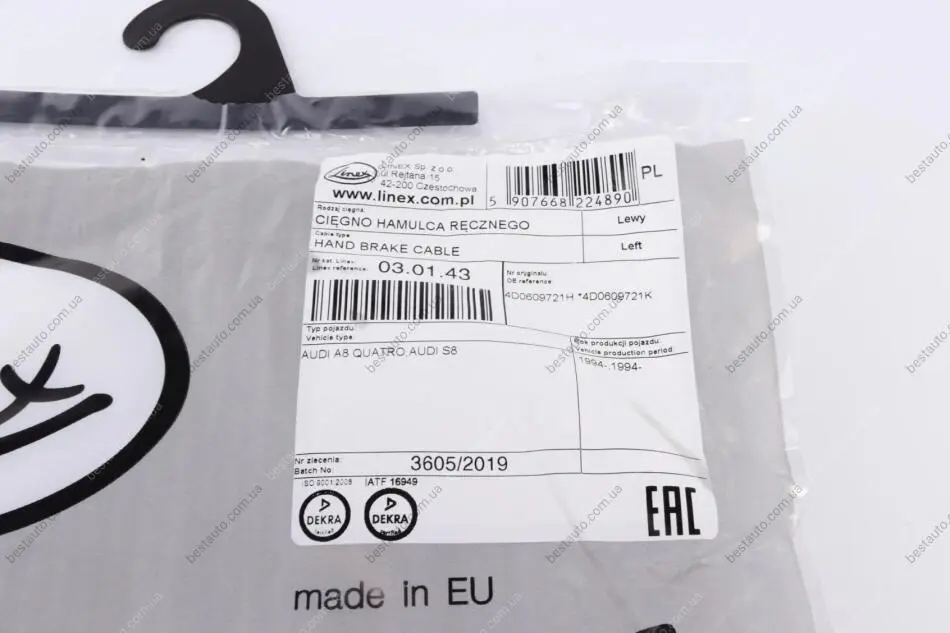 Linex
Linex Sp. z o.o.
ul Rejtana 15
42-200 Czestochowa
www.linex.com.pl
5 907668 224890
PL
Rodzaj cięgna:
CIĘGNO HAMULCA RĘCZNEGO
Lewy
Cable type
HAND BRAKE CABLE
Left
Nr kat. Linex:
Linex reference:
03.01.43
Nr oryginału:
OE reference:
4D0609721H *4D0609721K
Typ pojazdu:
Vehicle type:
AUDI A8 QUATRO,AUDI S8
Rok produkcji pojazdu:
Vehicle production period
1994-,1994-
Nr zlecenia:
Batch No:
3605/2019
ISO 9001:2008
IATF 16949
DEKRA
DEKRA
EAC
made in EU
bestauto.com.ua